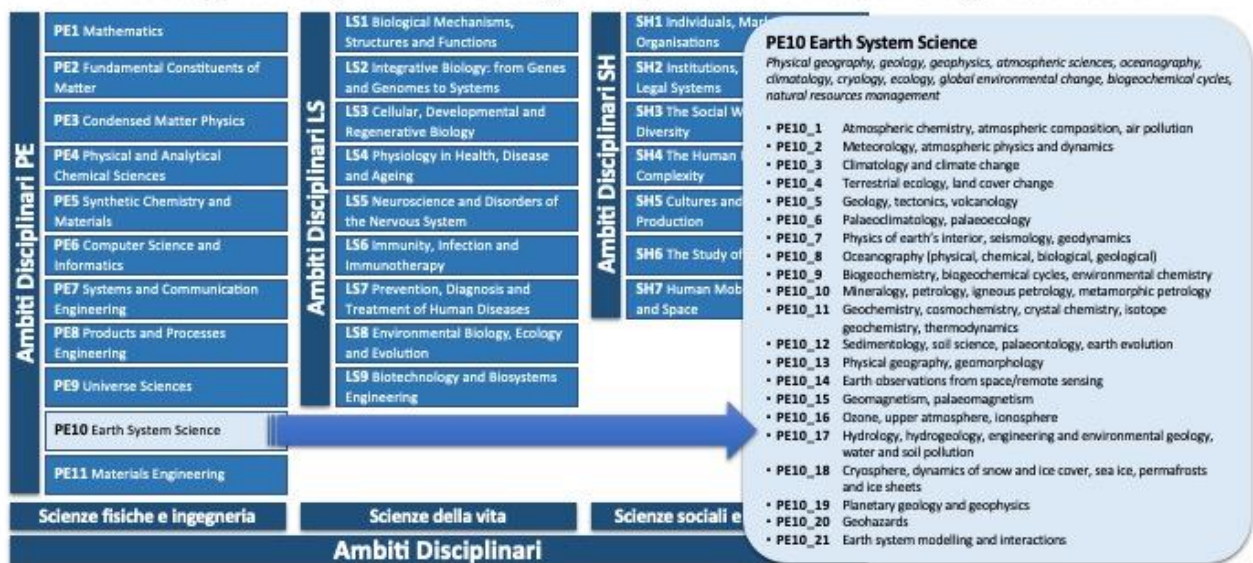 Ambiti Disciplinari PE
PE1 Mathematics
PE2 Fundamental Constituents of
Matter
PE3 Condensed Matter Physics
PE4 Physical and Analytical
Chemical Sciences
PE5 Synthetic Chemistry and
Materials
PE6 Computer Science and
Informatics
PE7 Systems and Communication
Engineering
PE8 Products and Processes
Engineering
PE9 Universe Sciences
PE10 Earth System Science
PE11 Materials Engineering
Scienze fisiche e ingegneria
Ambiti Disciplinari LS
LS1 Biological Mechanisms,
Structures and Functions
LS2 Integrative Biology: from Genes
and Genomes to Systems
LS3 Cellular, Developmental and
Regenerative Biology
LS4 Physiology in Health, Disease
and Ageing
LS5 Neuroscience and Disorders of
the Nervous System
LS6 Immunity, Infection and
Immunotherapy
LS7 Prevention, Diagnosis and
Treatment of Human Diseases
LS8 Environmental Biology, Ecology
and Evolution
LS9 Biotechnology and Biosystems
Engineering
Scienze della vita
Ambiti Disciplinari SH
SH1 Individuals,
Organisations
SH2 Institutions,
Legal Systems
SH3 The Social
Diversity
SH4 The Human
Complexity
SH5 Cultures and
Production
SH6 The Study of
SH7 Human
and Space
Scienze sociali e
Ambiti Disciplinari
PE10 Earth System Science
Physical geography, geology, geophysics, atmospheric sciences, oceanography,
climatology, cryology, ecology, global environmental change, biogeochemical cycles,
natural resources management
• PE10_1 Atmospheric chemistry, atmospheric composition, air pollution
• PE10_2 Meteorology, atmospheric physics and dynamics
• PE10_3 Climatology and climate change
• PE10_4 Terrestrial ecology, land cover change
• PE10_5 Geology, tectonics, volcanology
• PE10_6 Palaeoclimatology, palaeoecology
• PE10_7 Physics of earth's interior, seismology, geodynamics
• PE10_8 Oceanography (physical, chemical, biological, geological)
• PE10_9 Biogeochemistry, biogeochemical cycles, environmental chemistry
• PE10_10 Mineralogy, petrology, igneous petrology, metamorphic petrology
• PE10_11 Geochemistry, cosmochemistry, crystal chemistry, isotope
geochemistry, thermodynamics
• PE10_12 Sedimentology, soil science, palaeontology, earth evolution
• PE10_13 Physical geography, geomorphology
• PE10_14 Earth observations from space/remote sensing
• PE10_15 Geomagnetism, palaeomagnetism
• PE10_16 Ozone, upper atmosphere, ionosphere
• PE10_17 Hydrology, hydrogeology, engineering and environmental geology,
water and soil pollution
• PE10_18 Cryosphere, dynamics of snow and ice cover, sea ice, permafrosts
and ice sheets
• PE10_19 Planetary geology and geophysics
• PE10_20 Geohazards
• PE10_21 Earth system modelling and interactions